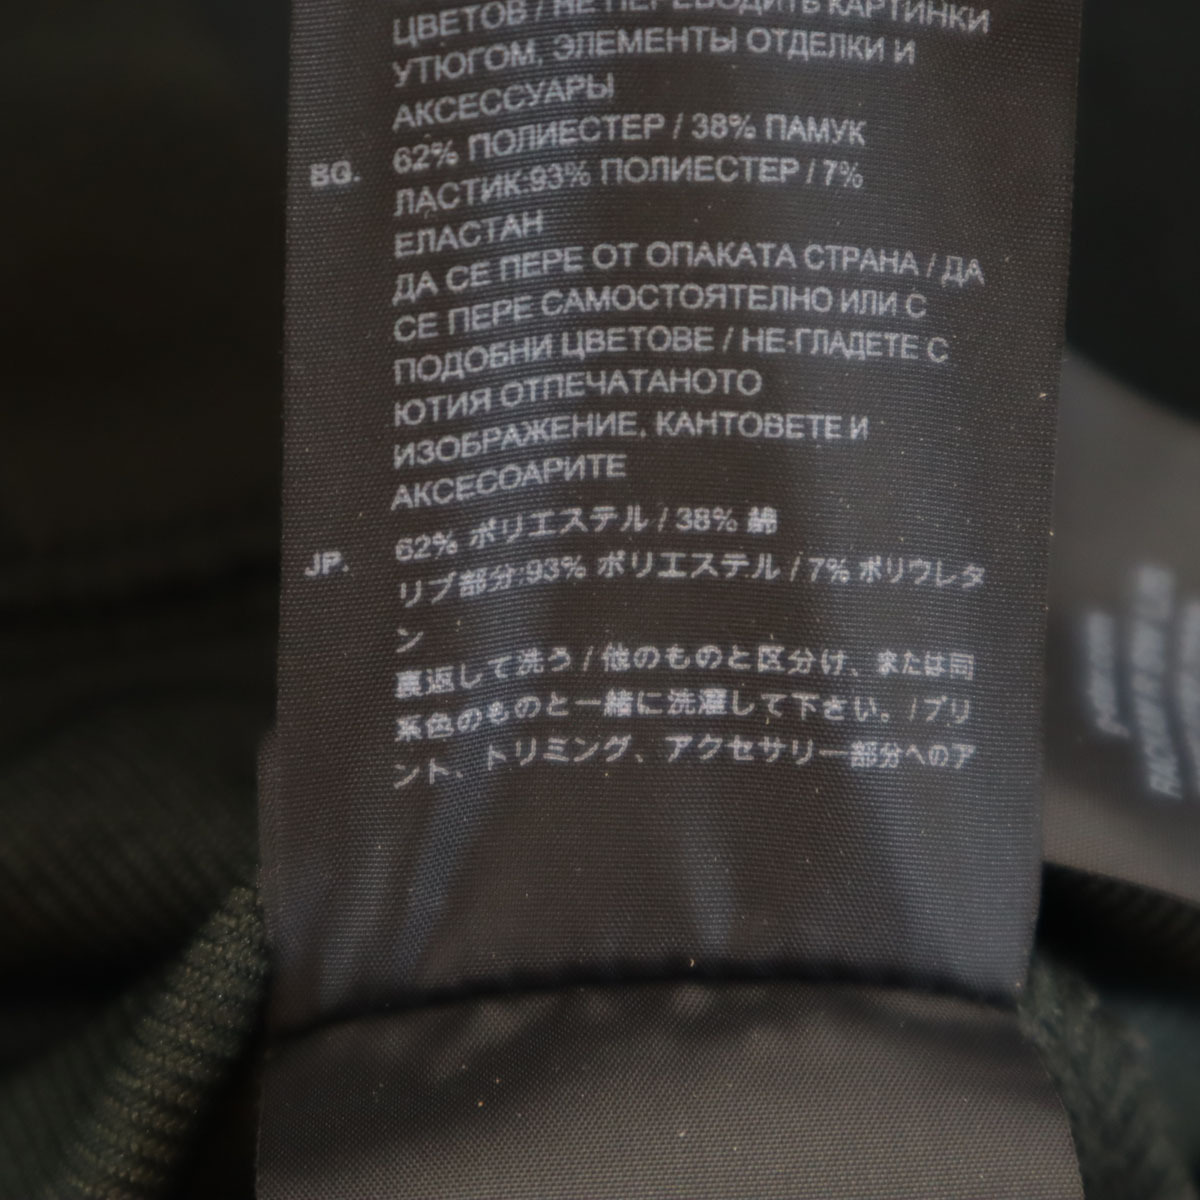 ЦВЕТОВ / НЕ ПЕРЕВОДИТЬ КАРТИНКИ
УТЮГОМ, ЭЛЕМЕНТЫ ОТДЕЛКИ И
АКСЕССУАРЫ
BG. 62% ПОЛИЕСТЕР / 38% ПАМУК
ЛАСТИК:93% ПОЛИЕСТЕР / 7%
ЕЛАСТАН
ДА СЕ ПЕРЕ ОТ ОПАКАТА СТРАНА / ДА
СЕ ПЕРЕ САМОСТОЯТЕЛНО ИЛИ С
ПОДОБНИ ЦВЕТОВЕ / НЕ ГЛАДЕТЕ С
ЮТИЯ ОТПЕЧАТАНОТО
ИЗОБРАЖЕНИЕ, КАНТОВЕТЕ И
АКСЕСОАРИТЕ
JP. 62% ポリエステル / 38% 綿
リブ部分:93% ポリエステル / 7% ポリウレタ
ン
裏返して洗う / 他のものと区分け、または同
系色のものと一緒に洗濯して下さい。/プリ
ント、トリミング、アクセサリー部分へのア